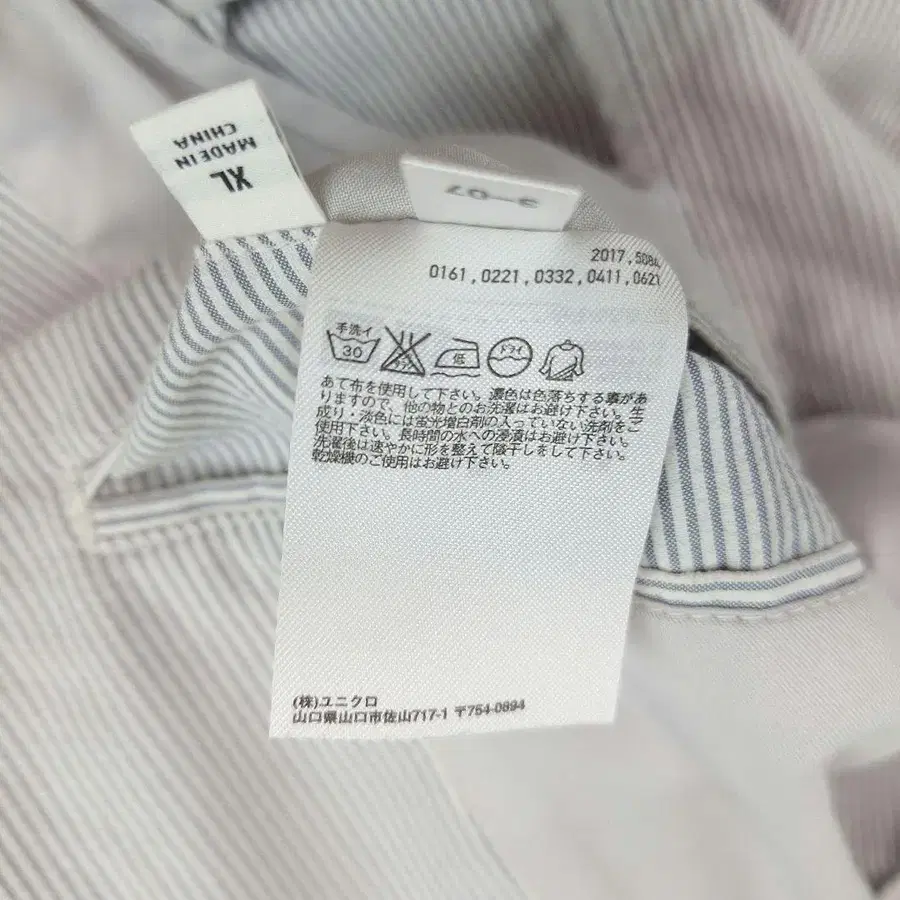 XL
MADE IN
CHINA
2017,508
0161,0221,0332,0411,0621
手洗イ
30
低
ドライ
あて布を使用して下さい。濃色は色落ちする事があ
りますので、他の物とのお洗濯はお避け下さい。生
成り・淡色には蛍光増白剤の入っていない洗剤をご
使用下さい。長時間の水への浸漬はお避け下さい。
洗濯後は速やかに形を整えて陰干しをして下さい。
乾燥機のご使用はお避け下さい。
(株)ユニクロ
山口県山口市佐山717-1 〒754-0894